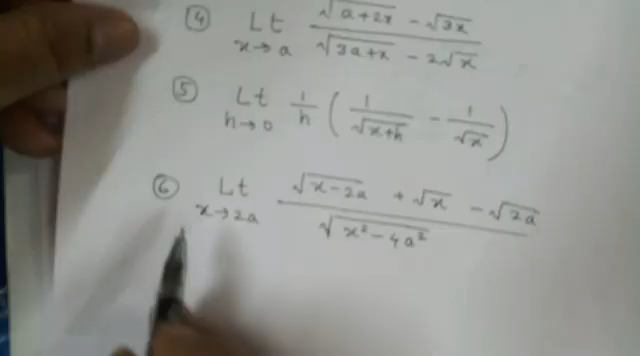 ④ Lt x→a (√(a+2x) - √(3x)) / (√(3a+x) - 2√x)
⑤ Lt h→0 1/h ( 1/√(x+h) - 1/√x )
⑥ Lt x→2a (√(x-2a) + √x - √(2a)) / √(x²-4a²)